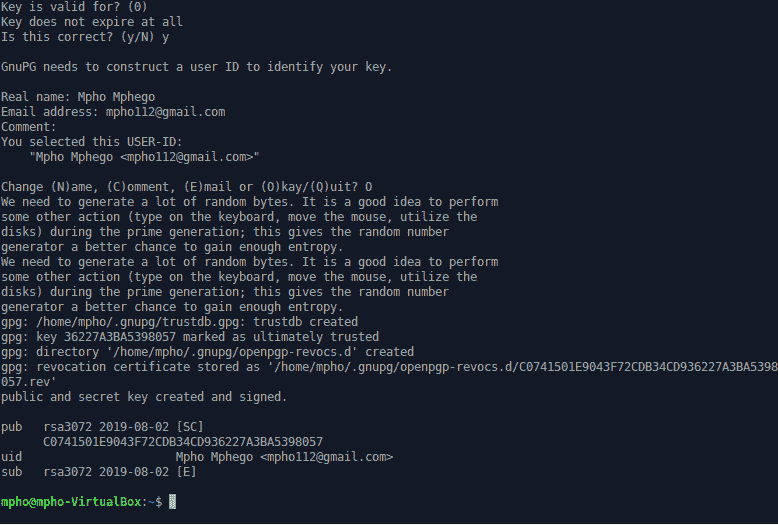 Key is valid for? (0)
Key does not expire at all
Is this correct? (y/N) y
GnuPG needs to construct a user ID to identify your key.
Real name: Mpho Mphego
Email address: mpho112@gmail.com
Comment:
You selected this USER-ID:
    "Mpho Mphego <mpho112@gmail.com>"
Change (N)ame, (C)omment, (E)mail or (O)kay/(Q)uit? O
We need to generate a lot of random bytes. It is a good idea to perform
some other action (type on the keyboard, move the mouse, utilize the
disks) during the prime generation; this gives the random number
generator a better chance to gain enough entropy.
We need to generate a lot of random bytes. It is a good idea to perform
some other action (type on the keyboard, move the mouse, utilize the
disks) during the prime generation; this gives the random number
generator a better chance to gain enough entropy.
gpg: /home/mpho/.gnupg/trustdb.gpg: trustdb created
gpg: key 36227A3BA5398057 marked as ultimately trusted
gpg: directory '/home/mpho/.gnupg/openpgp-revocs.d' created
gpg: revocation certificate stored as '/home/mpho/.gnupg/openpgp-revocs.d/C0741501E9043F72CDB34CD936227A3BA5398
057.rev'
public and secret key created and signed.
pub   rsa3072 2019-08-02 [SC]
      C0741501E9043F72CDB34CD936227A3BA5398057
uid                      Mpho Mphego <mpho112@gmail.com>
sub   rsa3072 2019-08-02 [E]
mpho@mpho-VirtualBox:~$